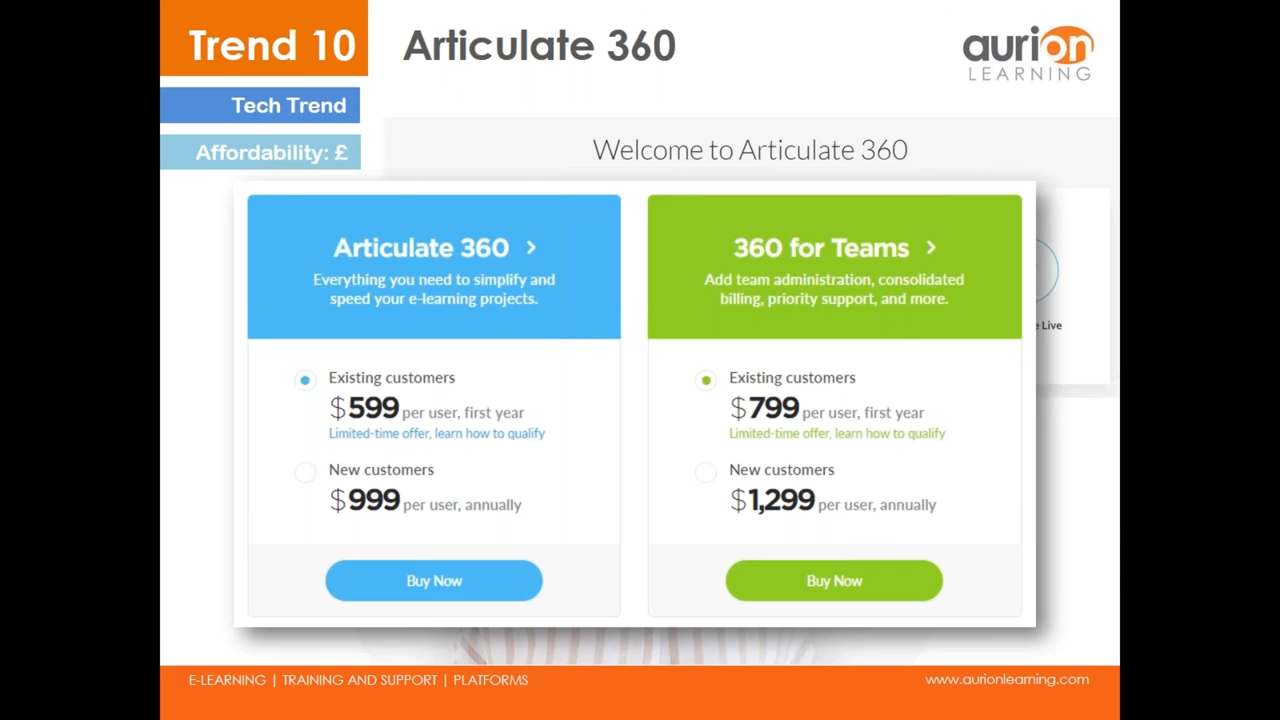 Trend 10
Articulate 360
aurion
LEARNING
Tech Trend
Affordability: £
Welcome to Articulate 360
Articulate 360 >
Everything you need to simplify and
speed your e-learning projects.
Existing customers
$599 per user, first year
Limited-time offer, learn how to qualify
New customers
$999 per user, annually
Buy Now
360 for Teams >
Add team administration, consolidated
billing, priority support, and more.
Existing customers
$799 per user, first year
Limited-time offer, learn how to qualify
New customers
$1,299 per user, annually
Buy Now
e Live
E-LEARNING | TRAINING AND SUPPORT | PLATFORMS
www.aurionlearning.com